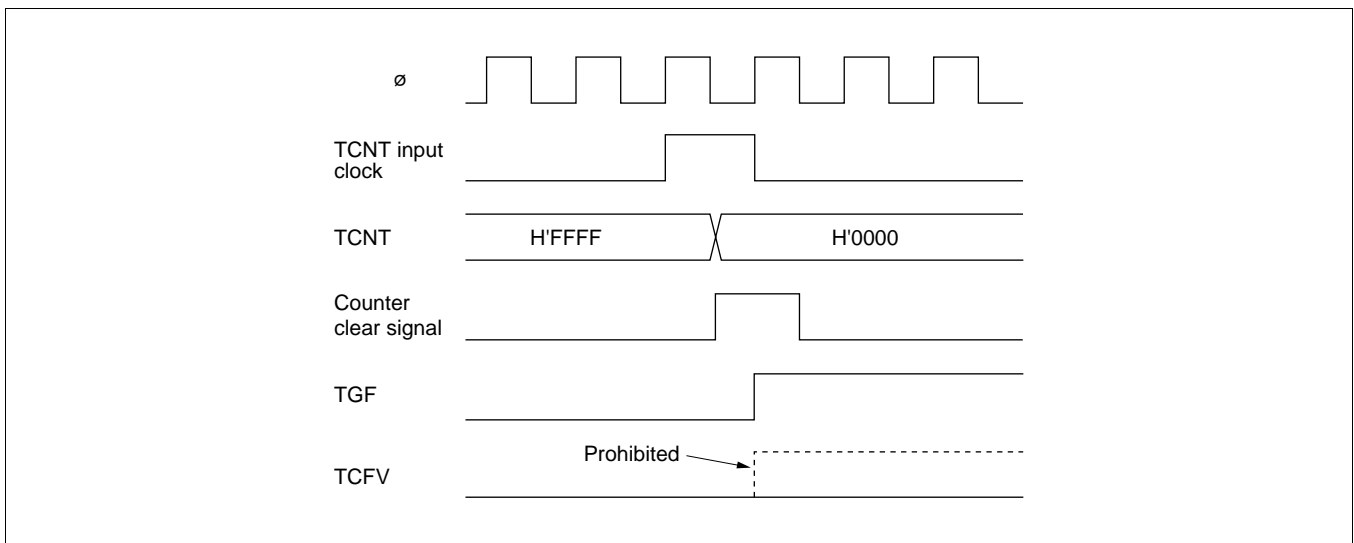 ø
TCNT input
clock
TCNT
H'FFFF
H'0000
Counter
clear signal
TGF
Prohibited
TCFV